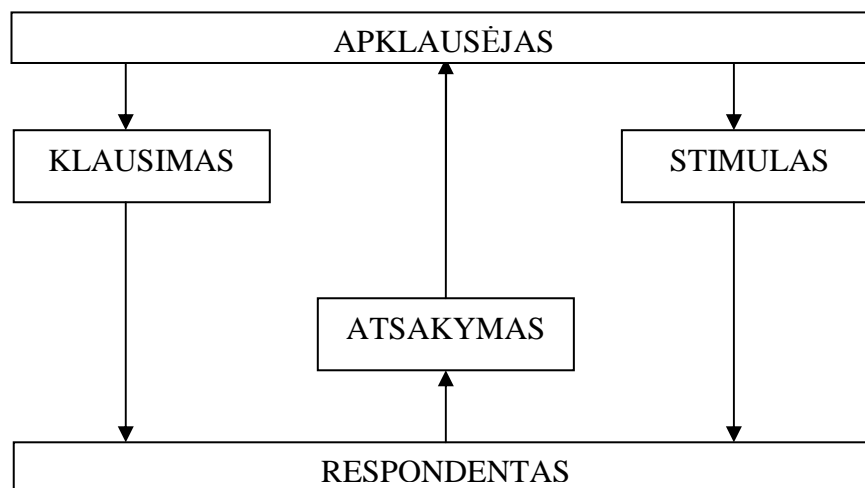 APKLAUSĖJAS
KLAUSIMAS
STIMULAS
ATSAKYMAS
RESPONDENTAS